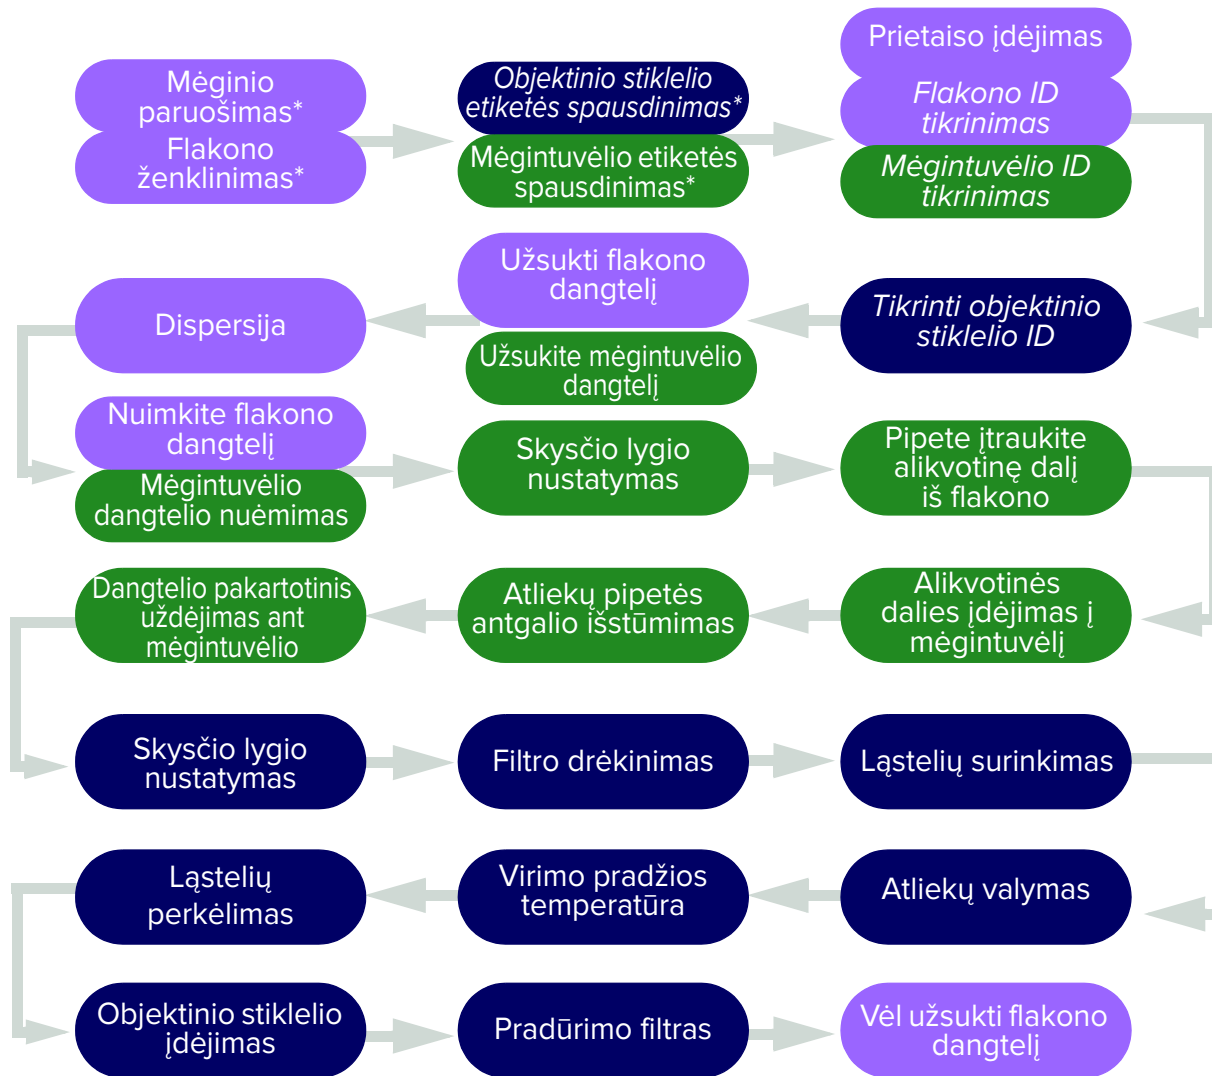 Mėginio
paruošimas*
Flakono
ženklinimas*
Objektinio stiklelio
etiketės spausdinimas*
Mėgintuvėlio etiketės
spausdinimas*
Prietaiso įdėjimas
Flakono ID
tikrinimas
Mėgintuvėlio ID
tikrinimas
Tikrinti objektinio
stiklelio ID
Užsukti flakono
dangtelį
Užsukite mėgintuvėlio
dangtelį
Dispersija
Nuimkite flakono
dangtelį
Mėgintuvėlio
dangtelio nuėmimas
Skysčio lygio
nustatymas
Pipete įtraukite
alikvotinę dalį
iš flakono
Alikvotinės
dalies įdėjimas į
mėgintuvėlį
Atliekų pipetės
antgalio išstūmimas
Dangtelio pakartotinis
uždėjimas ant
mėgintuvėlio
Skysčio lygio
nustatymas
Filtro drėkinimas
Ląstelių surinkimas
Atliekų valymas
Virimo pradžios
temperatūra
Ląstelių
perkėlimas
Objektinio stiklelio
įdėjimas
Pradūrimo filtras
Vėl užsukti flakono
dangtelį